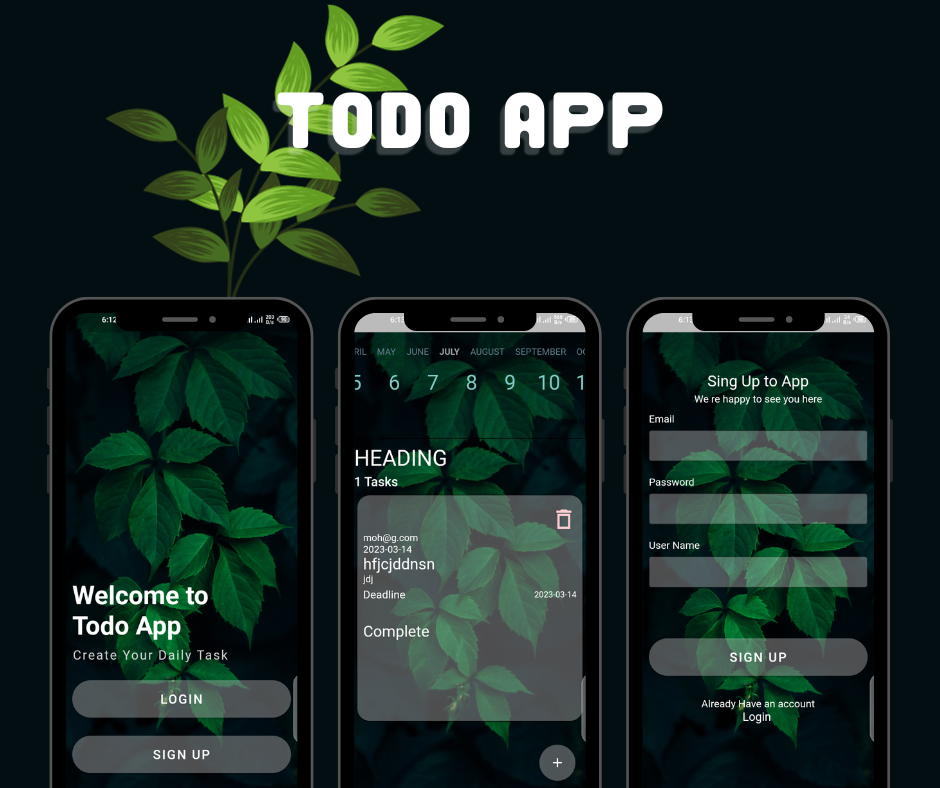 TODO APP
6:12
Welcome to
Todo App
Create Your Daily Task
LOGIN
SIGN UP
MAY JUNE JULY AUGUST SEPTEMBER
5 6 7 8 9 10 1
HEADING
1 Tasks
moh@g.com
2023-03-14
hfjcjddnsn
jdj
Deadline 2023-03-14
Complete
+
Sing Up to App
We re happy to see you here
Email
Password
User Name
SIGN UP
Already Have an account
Login